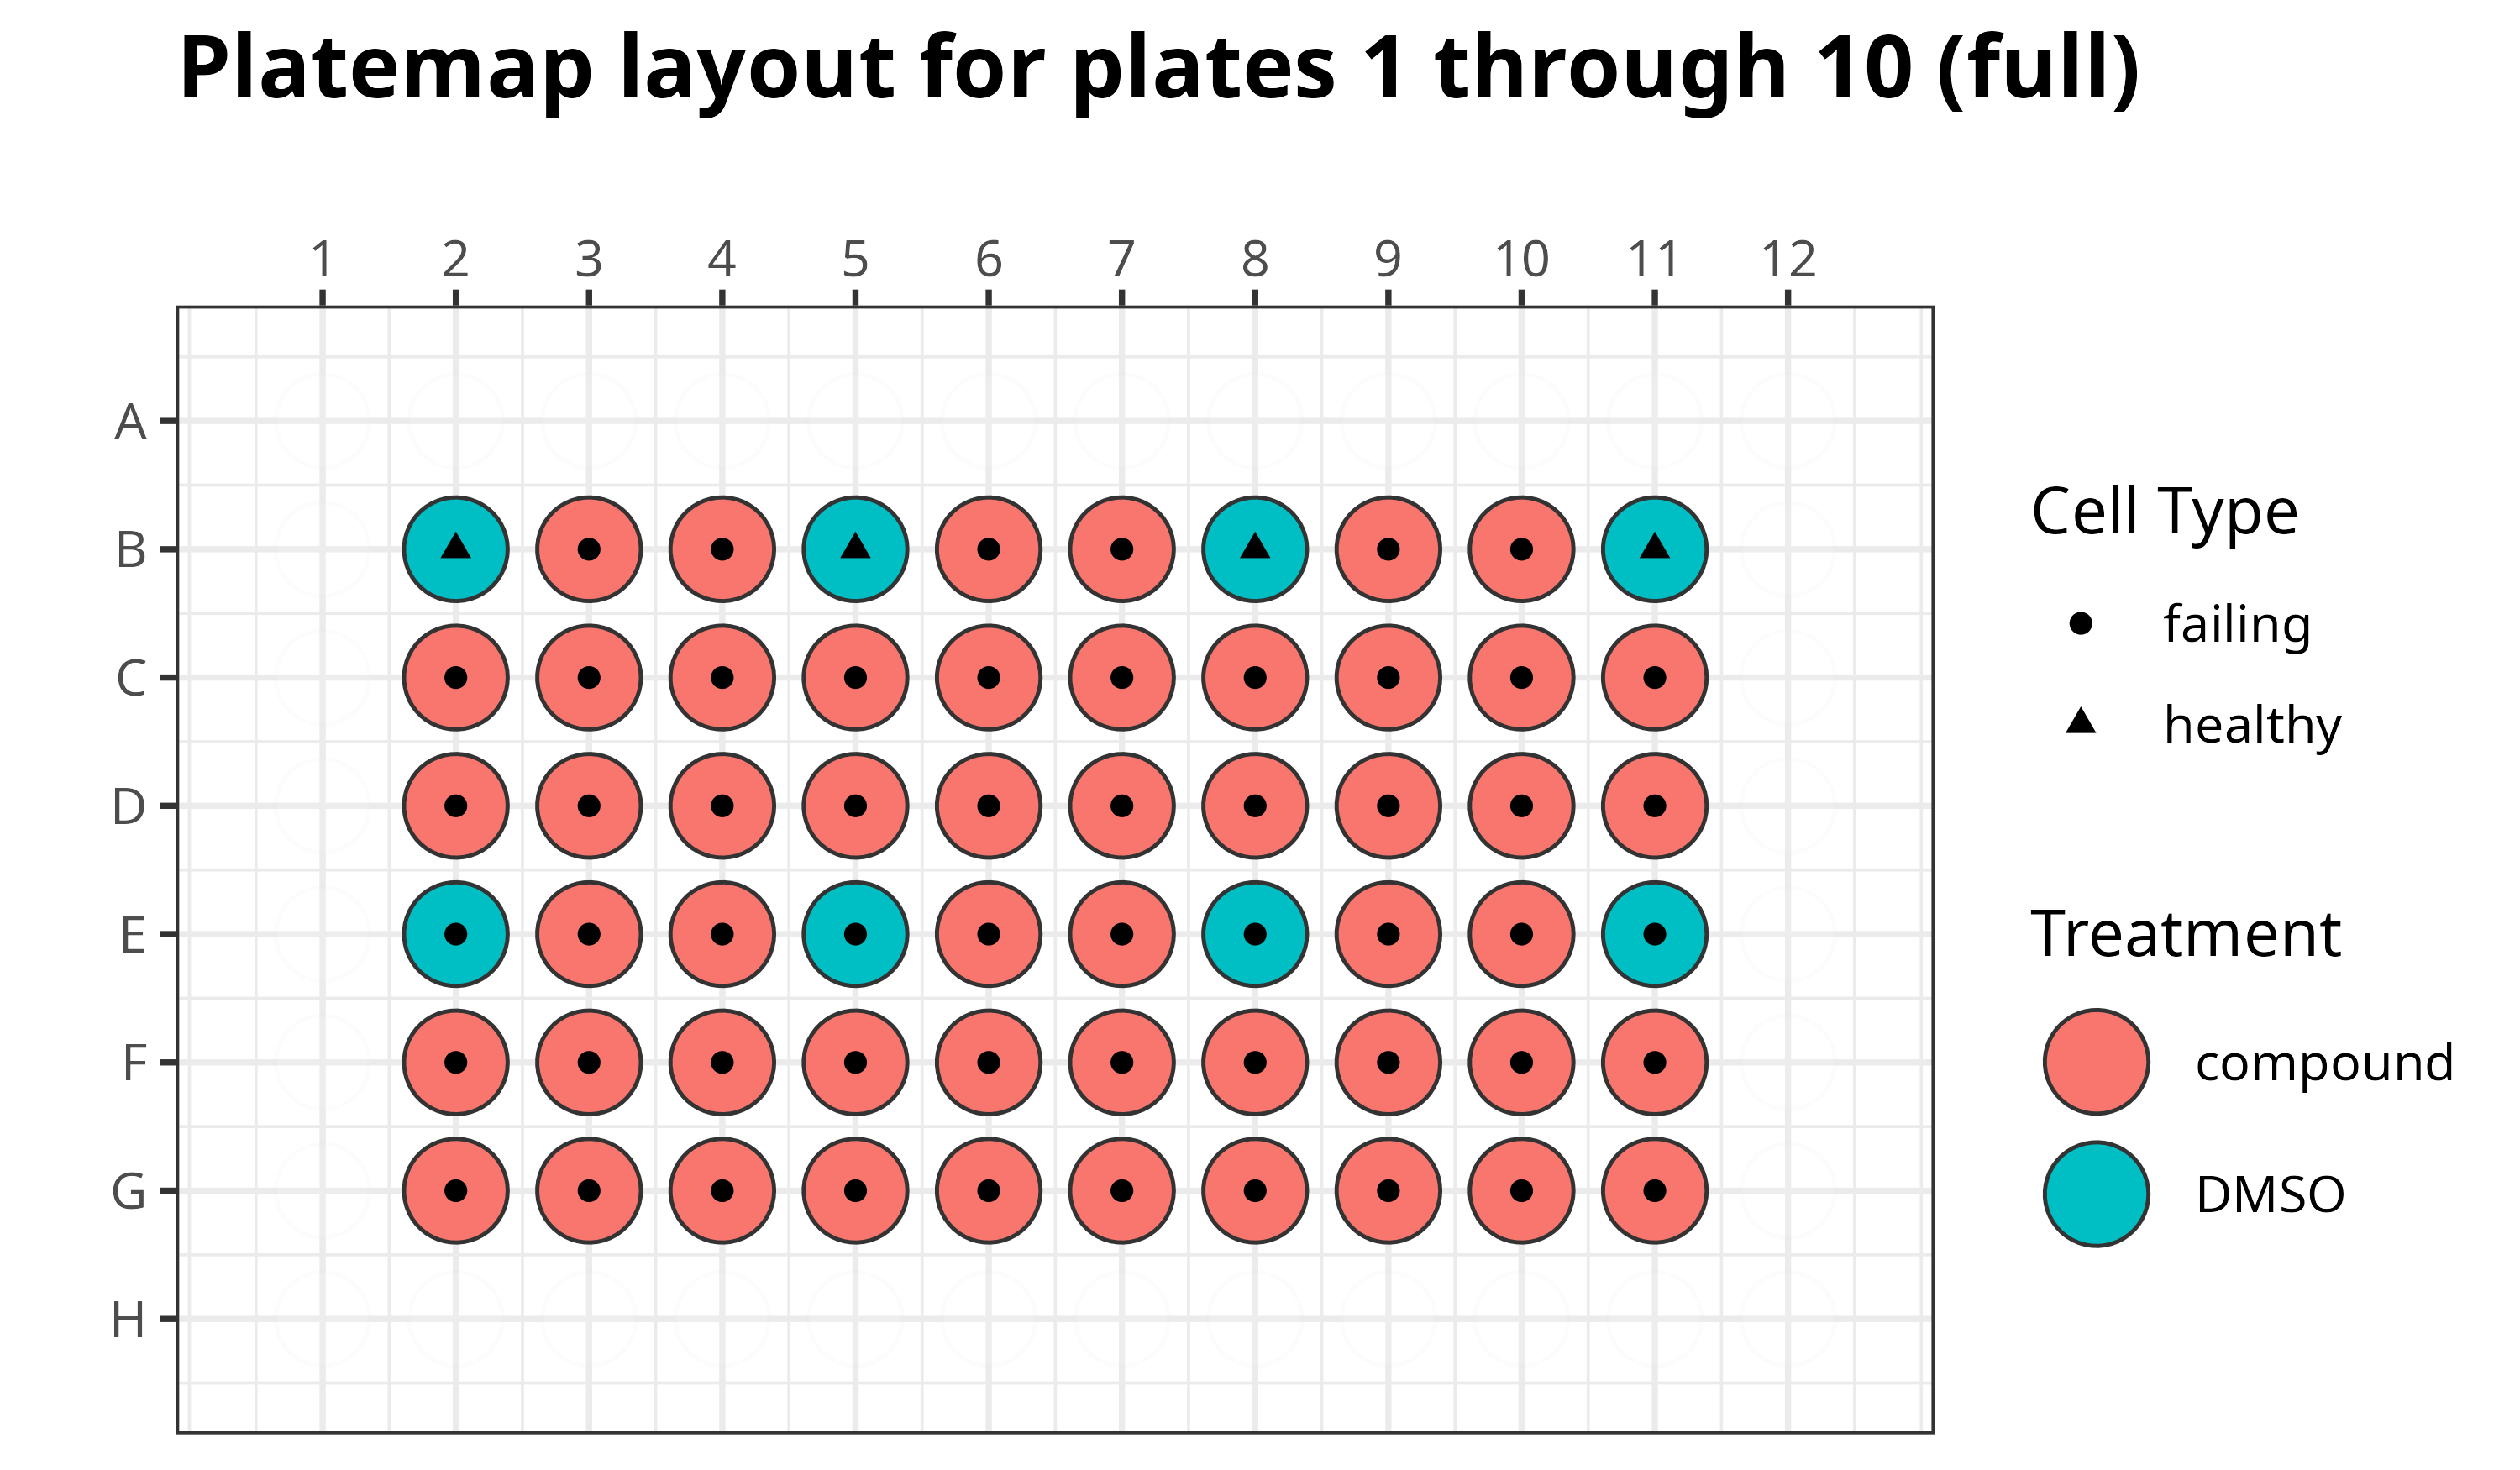 Platemap layout for plates 1 through 10 (full)
1 2 3 4 5 6 7 8 9 10 11 12
A
B
C
D
E
F
G
H
Cell Type
failing
healthy
Treatment
compound
DMSO